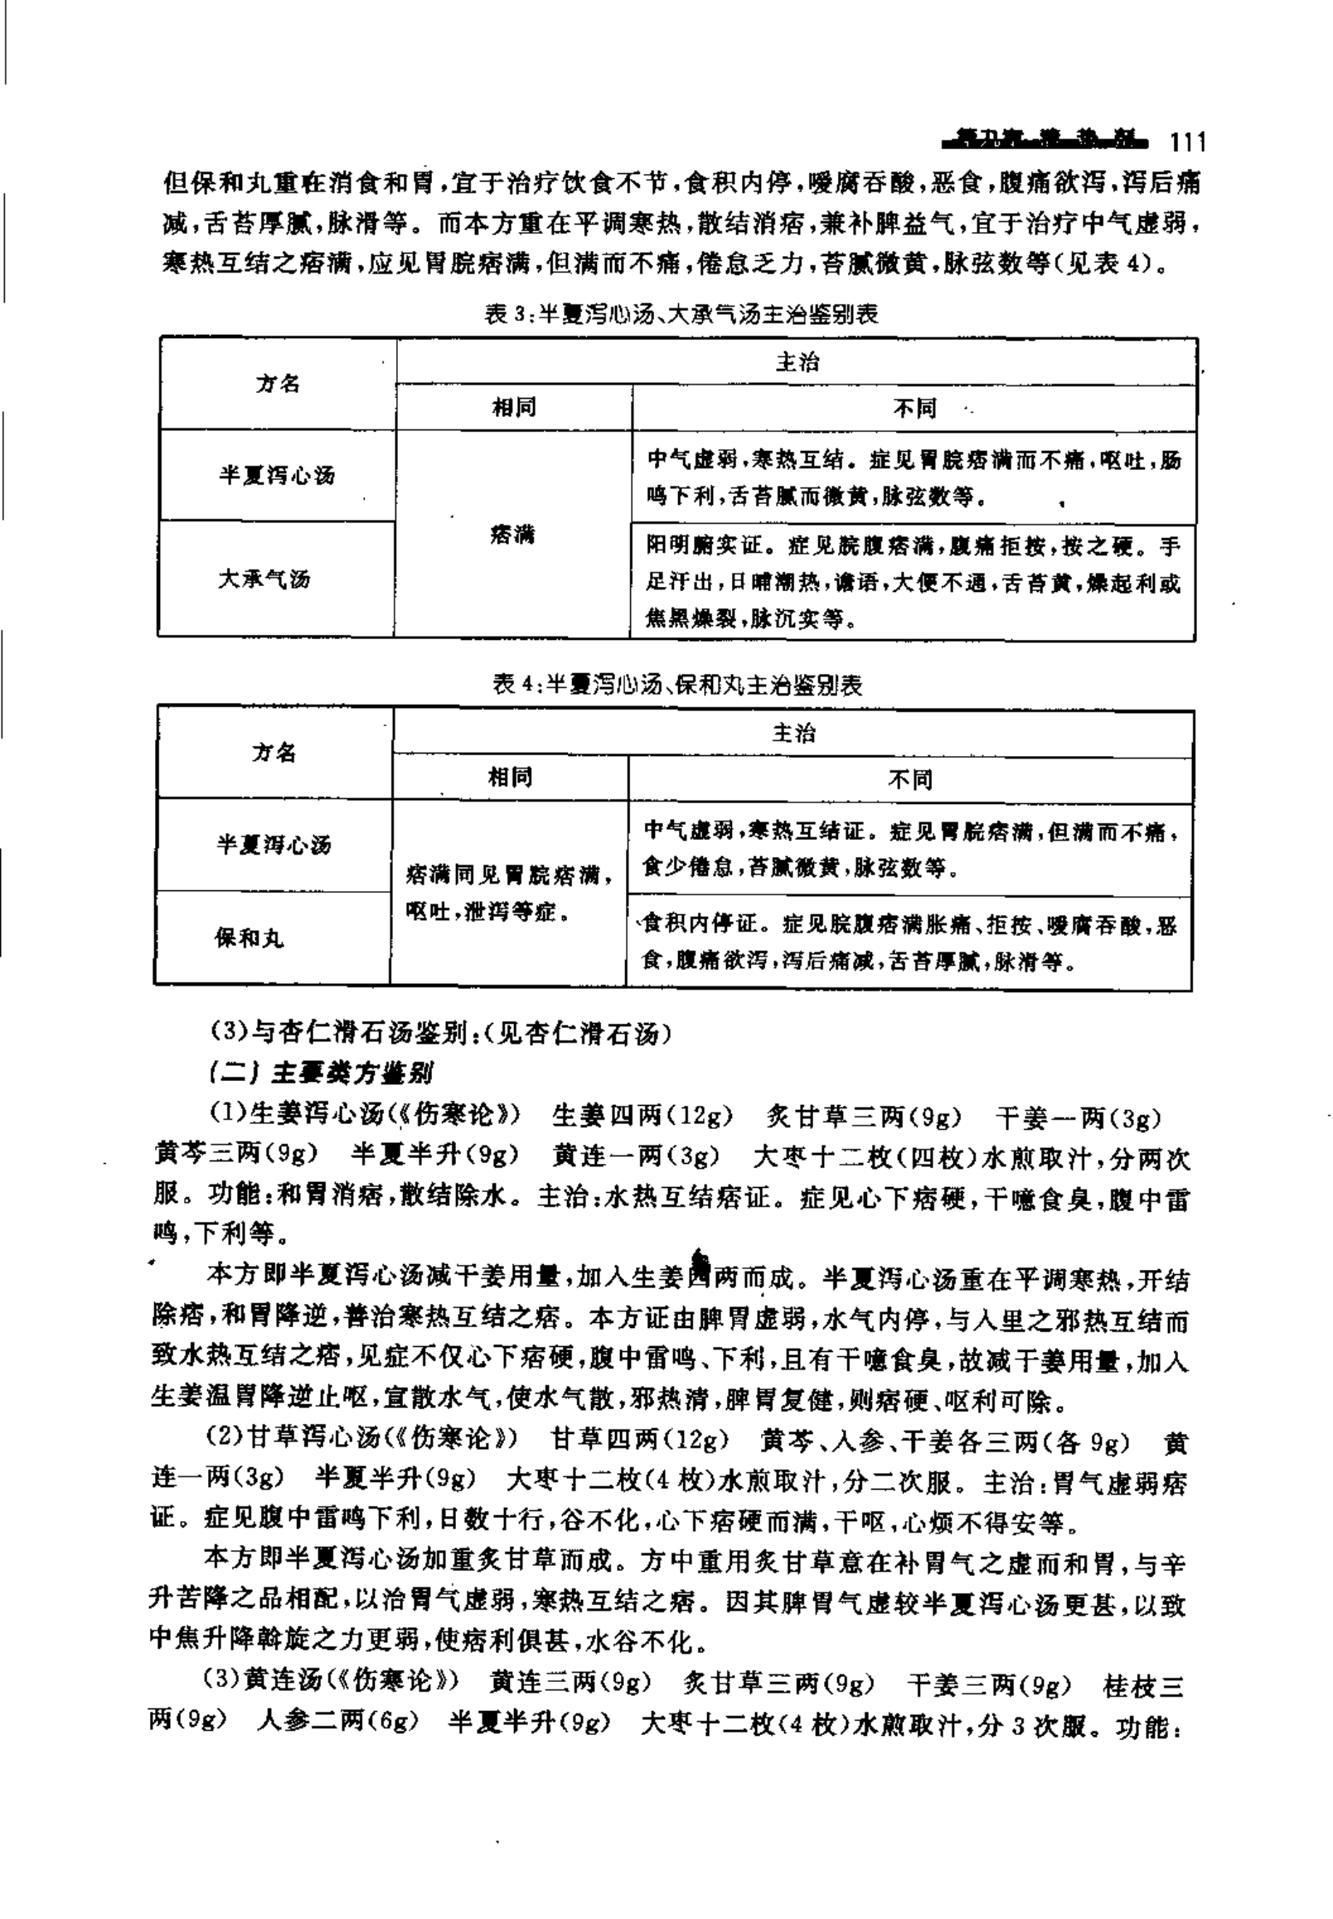 第九章 清热剂 111
但保和丸重在消食和胃,宜于治疗饮食不节,食积内停,嗳腐吞酸,恶食,腹痛欲泻,泻后痛
减,舌苔厚腻,脉滑等。而本方重在平调寒热,散结消痞,兼补脾益气,宜于治疗中气虚弱,
寒热互结之痞满,应见胃脘痞满,但满而不痛,倦怠乏力,苔腻微黄,脉弦数等(见表 4)。
表 3:半夏泻心汤、大承气汤主治鉴别表
方名
主治
相同
不同
半夏泻心汤
痞满
中气虚弱,寒热互结。症见胃脘痞满而不痛,呕吐,肠
鸣下利,舌苔腻而微黄,脉弦数等。
大承气汤
阳明腑实证。症见脘腹痞满,腹痛拒按,按之硬。手
足汗出,日晡潮热,谵语,大便不通,舌苔黄,燥起利或
焦黑燥裂,脉沉实等。
表 4:半夏泻心汤、保和丸主治鉴别表
方名
主治
相同
不同
半夏泻心汤
痞满同见胃脘痞满,
呕吐,泄泻等症。
中气虚弱,寒热互结证。症见胃脘痞满,但满而不痛,
食少倦怠,苔腻微黄,脉弦数等。
保和丸
食积内停证。症见脘腹痞满胀痛、拒按、嗳腐吞酸,恶
食,腹痛欲泻,泻后痛减,舌苔厚腻,脉滑等。
(3)与杏仁滑石汤鉴别:(见杏仁滑石汤)
(二)主要类方鉴别
(1)生姜泻心汤(《伤寒论》) 生姜四两(12g) 炙甘草三两(9g) 干姜一两(3g)
黄芩三两(9g) 半夏半升(9g) 黄连一两(3g) 大枣十二枚(四枚)水煎取汁,分两次
服。功能:和胃消痞,散结除水。主治:水热互结痞证。症见心下痞硬,干噫食臭,腹中雷
鸣,下利等。
本方即半夏泻心汤减干姜用量,加入生姜四两而成。半夏泻心汤重在平调寒热,开结
除痞,和胃降逆,善治寒热互结之痞。本方证由脾胃虚弱,水气内停,与入里之邪热互结而
致水热互结之痞,见症不仅心下痞硬,腹中雷鸣、下利,且有干噫食臭,故减干姜用量,加入
生姜温胃降逆止呕,宣散水气,使水气散,邪热清,脾胃复健,则痞硬、呕利可除。
(2)甘草泻心汤(《伤寒论》) 甘草四两(12g) 黄芩、人参、干姜各三两(各 9g) 黄
连一两(3g) 半夏半升(9g) 大枣十二枚(4 枚)水煎取汁,分二次服。主治:胃气虚弱痞
证。症见腹中雷鸣下利,日数十行,谷不化,心下痞硬而满,干呕,心烦不得安等。
本方即半夏泻心汤加重炙甘草而成。方中重用炙甘草意在补胃气之虚而和胃,与辛
升苦降之品相配,以治胃气虚弱,寒热互结之痞。因其脾胃气虚较半夏泻心汤更甚,以致
中焦升降斡旋之力更弱,使痞利俱甚,水谷不化。
(3)黄连汤(《伤寒论》) 黄连三两(9g) 炙甘草三两(9g) 干姜三两(9g) 桂枝三
两(9g) 人参二两(6g) 半夏半升(9g) 大枣十二枚(4 枚)水煎取汁,分 3 次服。功能: